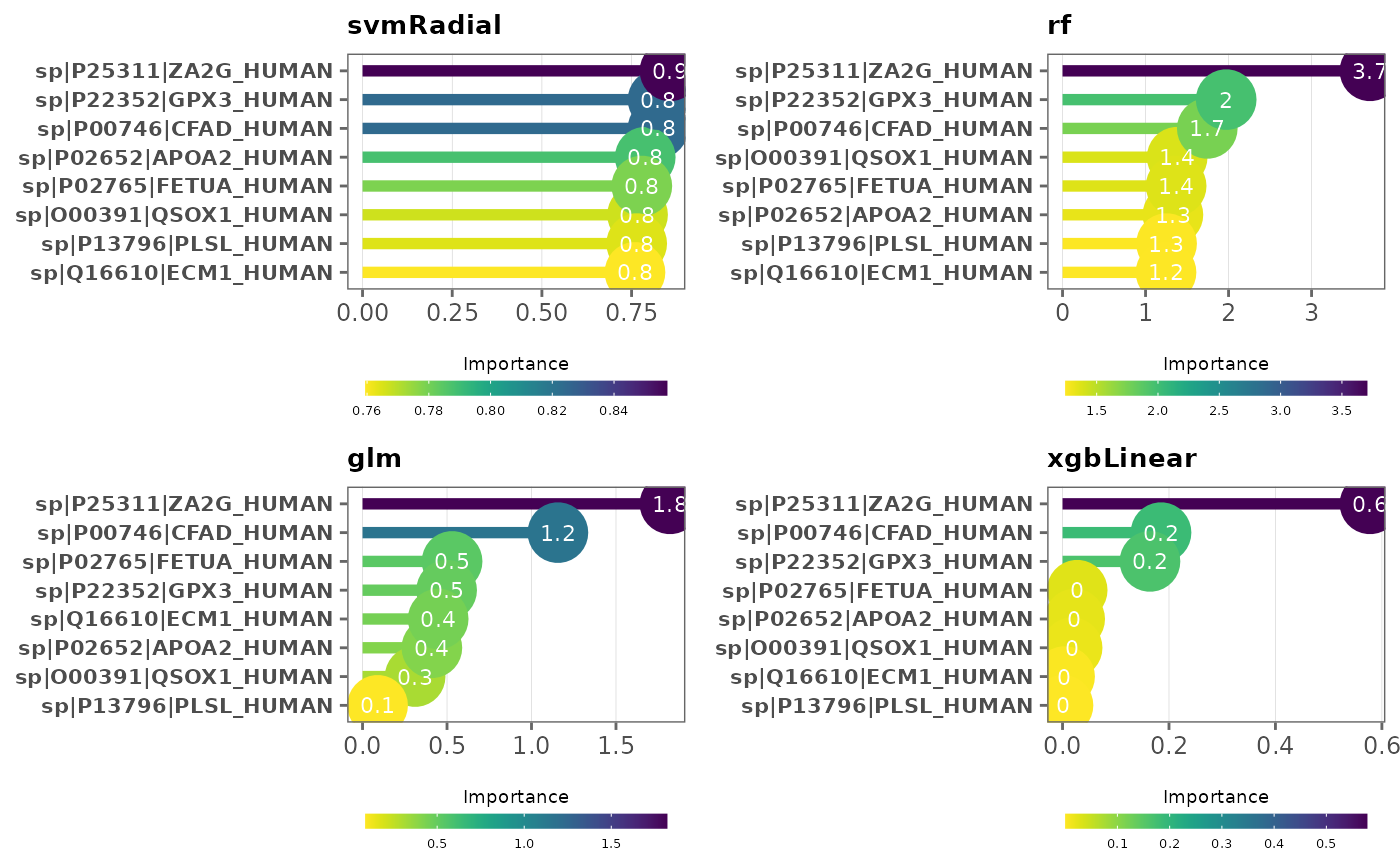 svmRadial
sp|P25311|ZA2G_HUMAN 0.9
sp|P22352|GPX3_HUMAN 0.8
sp|P00746|CFAD_HUMAN 0.8
sp|P02652|APOA2_HUMAN 0.8
sp|P02765|FETUA_HUMAN 0.8
sp|O00391|QSOX1_HUMAN 0.8
sp|P13796|PLSL_HUMAN 0.8
sp|Q16610|ECM1_HUMAN 0.8
0.00 0.25 0.50 0.75
Importance
0.76 0.78 0.80 0.82 0.84
rf
sp|P25311|ZA2G_HUMAN 3.7
sp|P22352|GPX3_HUMAN 2
sp|P00746|CFAD_HUMAN 1.7
sp|O00391|QSOX1_HUMAN 1.4
sp|P02765|FETUA_HUMAN 1.4
sp|P02652|APOA2_HUMAN 1.3
sp|P13796|PLSL_HUMAN 1.3
sp|Q16610|ECM1_HUMAN 1.2
0 1 2 3
Importance
1.5 2.0 2.5 3.0 3.5
glm
sp|P25311|ZA2G_HUMAN 1.8
sp|P00746|CFAD_HUMAN 1.2
sp|P02765|FETUA_HUMAN 0.5
sp|P22352|GPX3_HUMAN 0.5
sp|Q16610|ECM1_HUMAN 0.4
sp|P02652|APOA2_HUMAN 0.4
sp|O00391|QSOX1_HUMAN 0.3
sp|P13796|PLSL_HUMAN 0.1
0.0 0.5 1.0 1.5
Importance
0.5 1.0 1.5
xgbLinear
sp|P25311|ZA2G_HUMAN 0.6
sp|P00746|CFAD_HUMAN 0.2
sp|P22352|GPX3_HUMAN 0.2
sp|P02765|FETUA_HUMAN 0
sp|P02652|APOA2_HUMAN 0
sp|O00391|QSOX1_HUMAN 0
sp|Q16610|ECM1_HUMAN 0
sp|P13796|PLSL_HUMAN 0
0.0 0.2 0.4 0.6
Importance
0.1 0.2 0.3 0.4 0.5